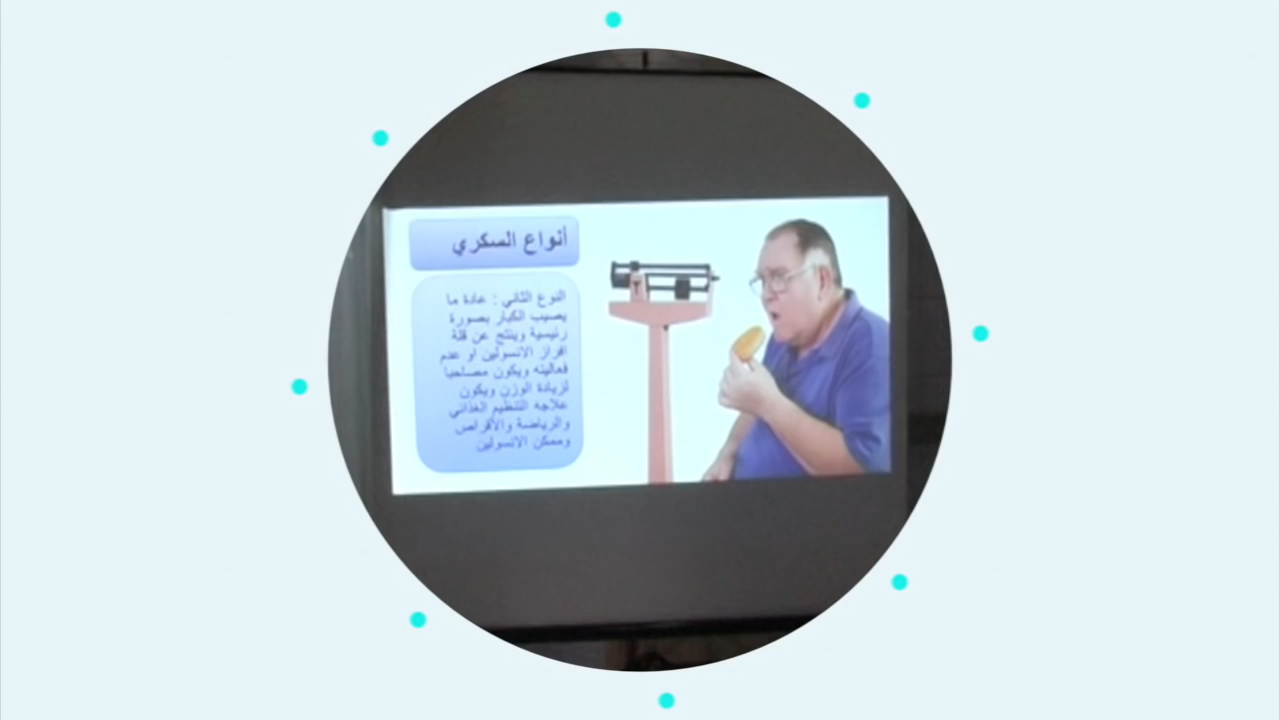 أنواع السكري
النوع الثاني : عادة ما
يصيب الكبار بصورة
رئيسية وينتج عن قلة
افراز الانسولين او عدم
فعاليته ويكون مصاحبا
لزيادة الوزن ويكون
علاجه التنظيم الغذائي
والرياضة والأقراص
وممكن الانسولين